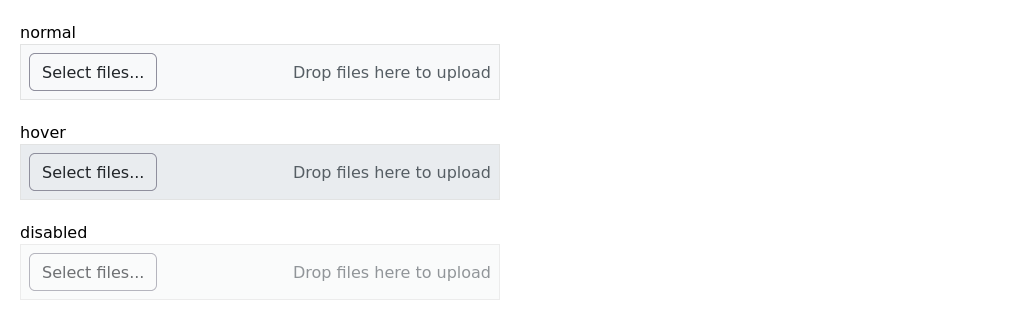 normal
Select files... Drop files here to upload
hover
Select files... Drop files here to upload
disabled
Select files... Drop files here to upload